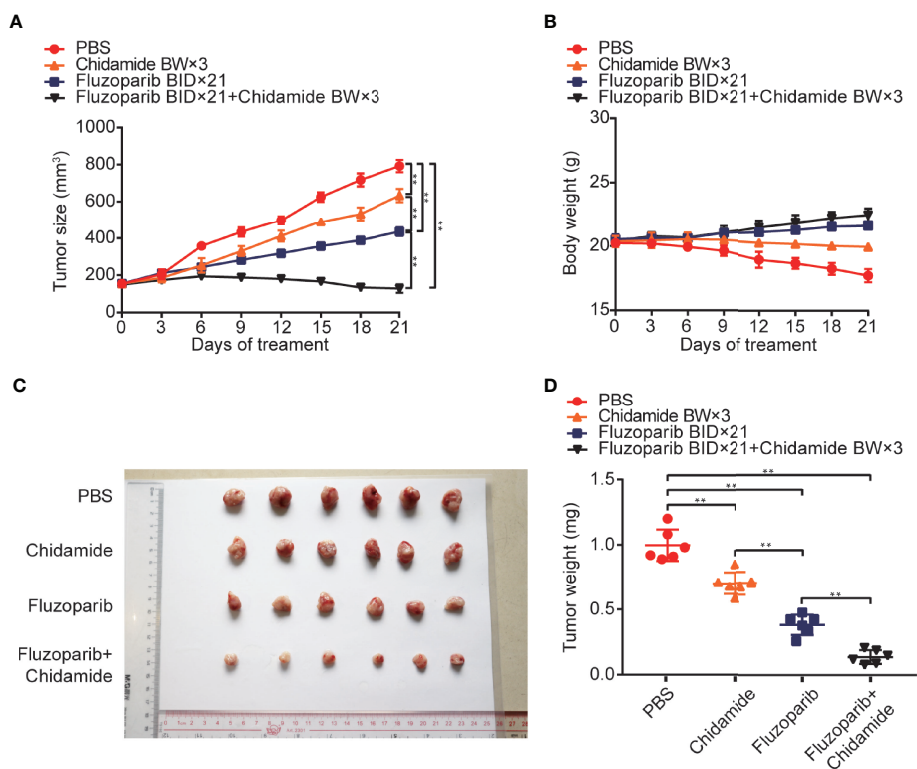 A
PBS
Chidamide BW×3
Fluzoparib BID×21
Fluzoparib BID×21+Chidamide BW×3
Tumor size (mm³)
1000
800
600
400
200
0
**
**
**
**
**
0 3 6 9 12 15 18 21
Days of treament
B
PBS
Chidamide BW×3
Fluzoparib BID×21
Fluzoparib BID×21+Chidamide BW×3
Body weight (g)
30
25
20
15
0 3 6 9 12 15 18 21
Days of treament
C
PBS
Chidamide
Fluzoparib
Fluzoparib+
Chidamide
D
PBS
Chidamide BW×3
Fluzoparib BID×21
Fluzoparib BID×21+Chidamide BW×3
Tumor weight (mg)
1.5
1.0
0.5
0.0
**
**
**
**
**
PBS
Chidamide
Fluzoparib
Fluzoparib+
Chidamide